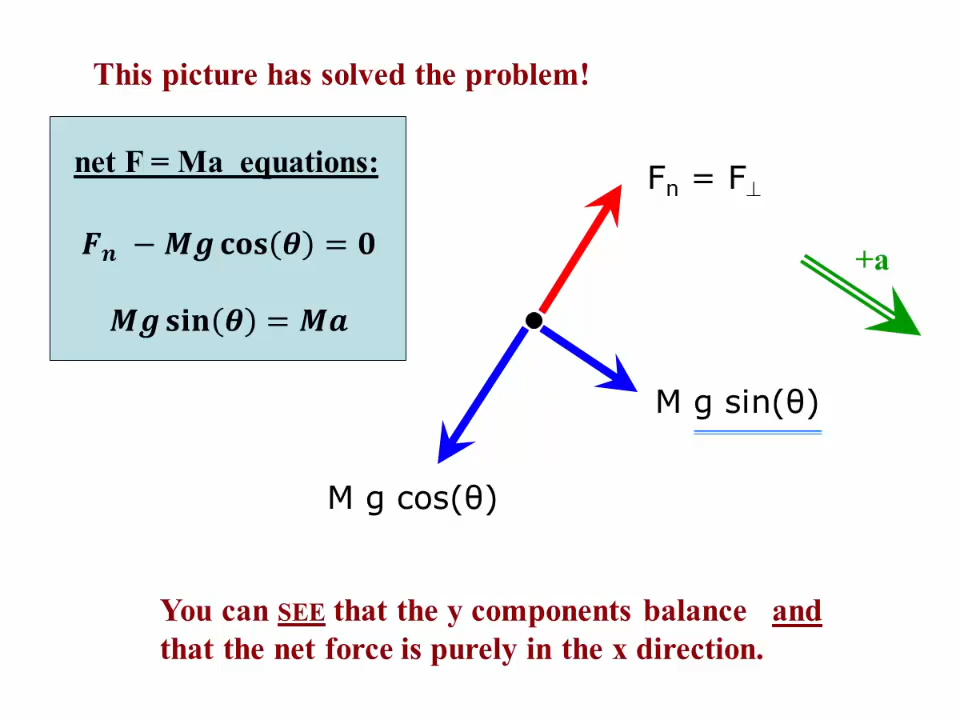 This picture has solved the problem!
net F = Ma equations:
𝑭ₙ − 𝑴𝒈 cos(𝜽) = 𝟎
𝑴𝒈 sin(𝜽) = 𝑴𝒂
Fₙ = F⊥
+a
M g sin(θ)
M g cos(θ)
You can SEE that the y components balance and
that the net force is purely in the x direction.